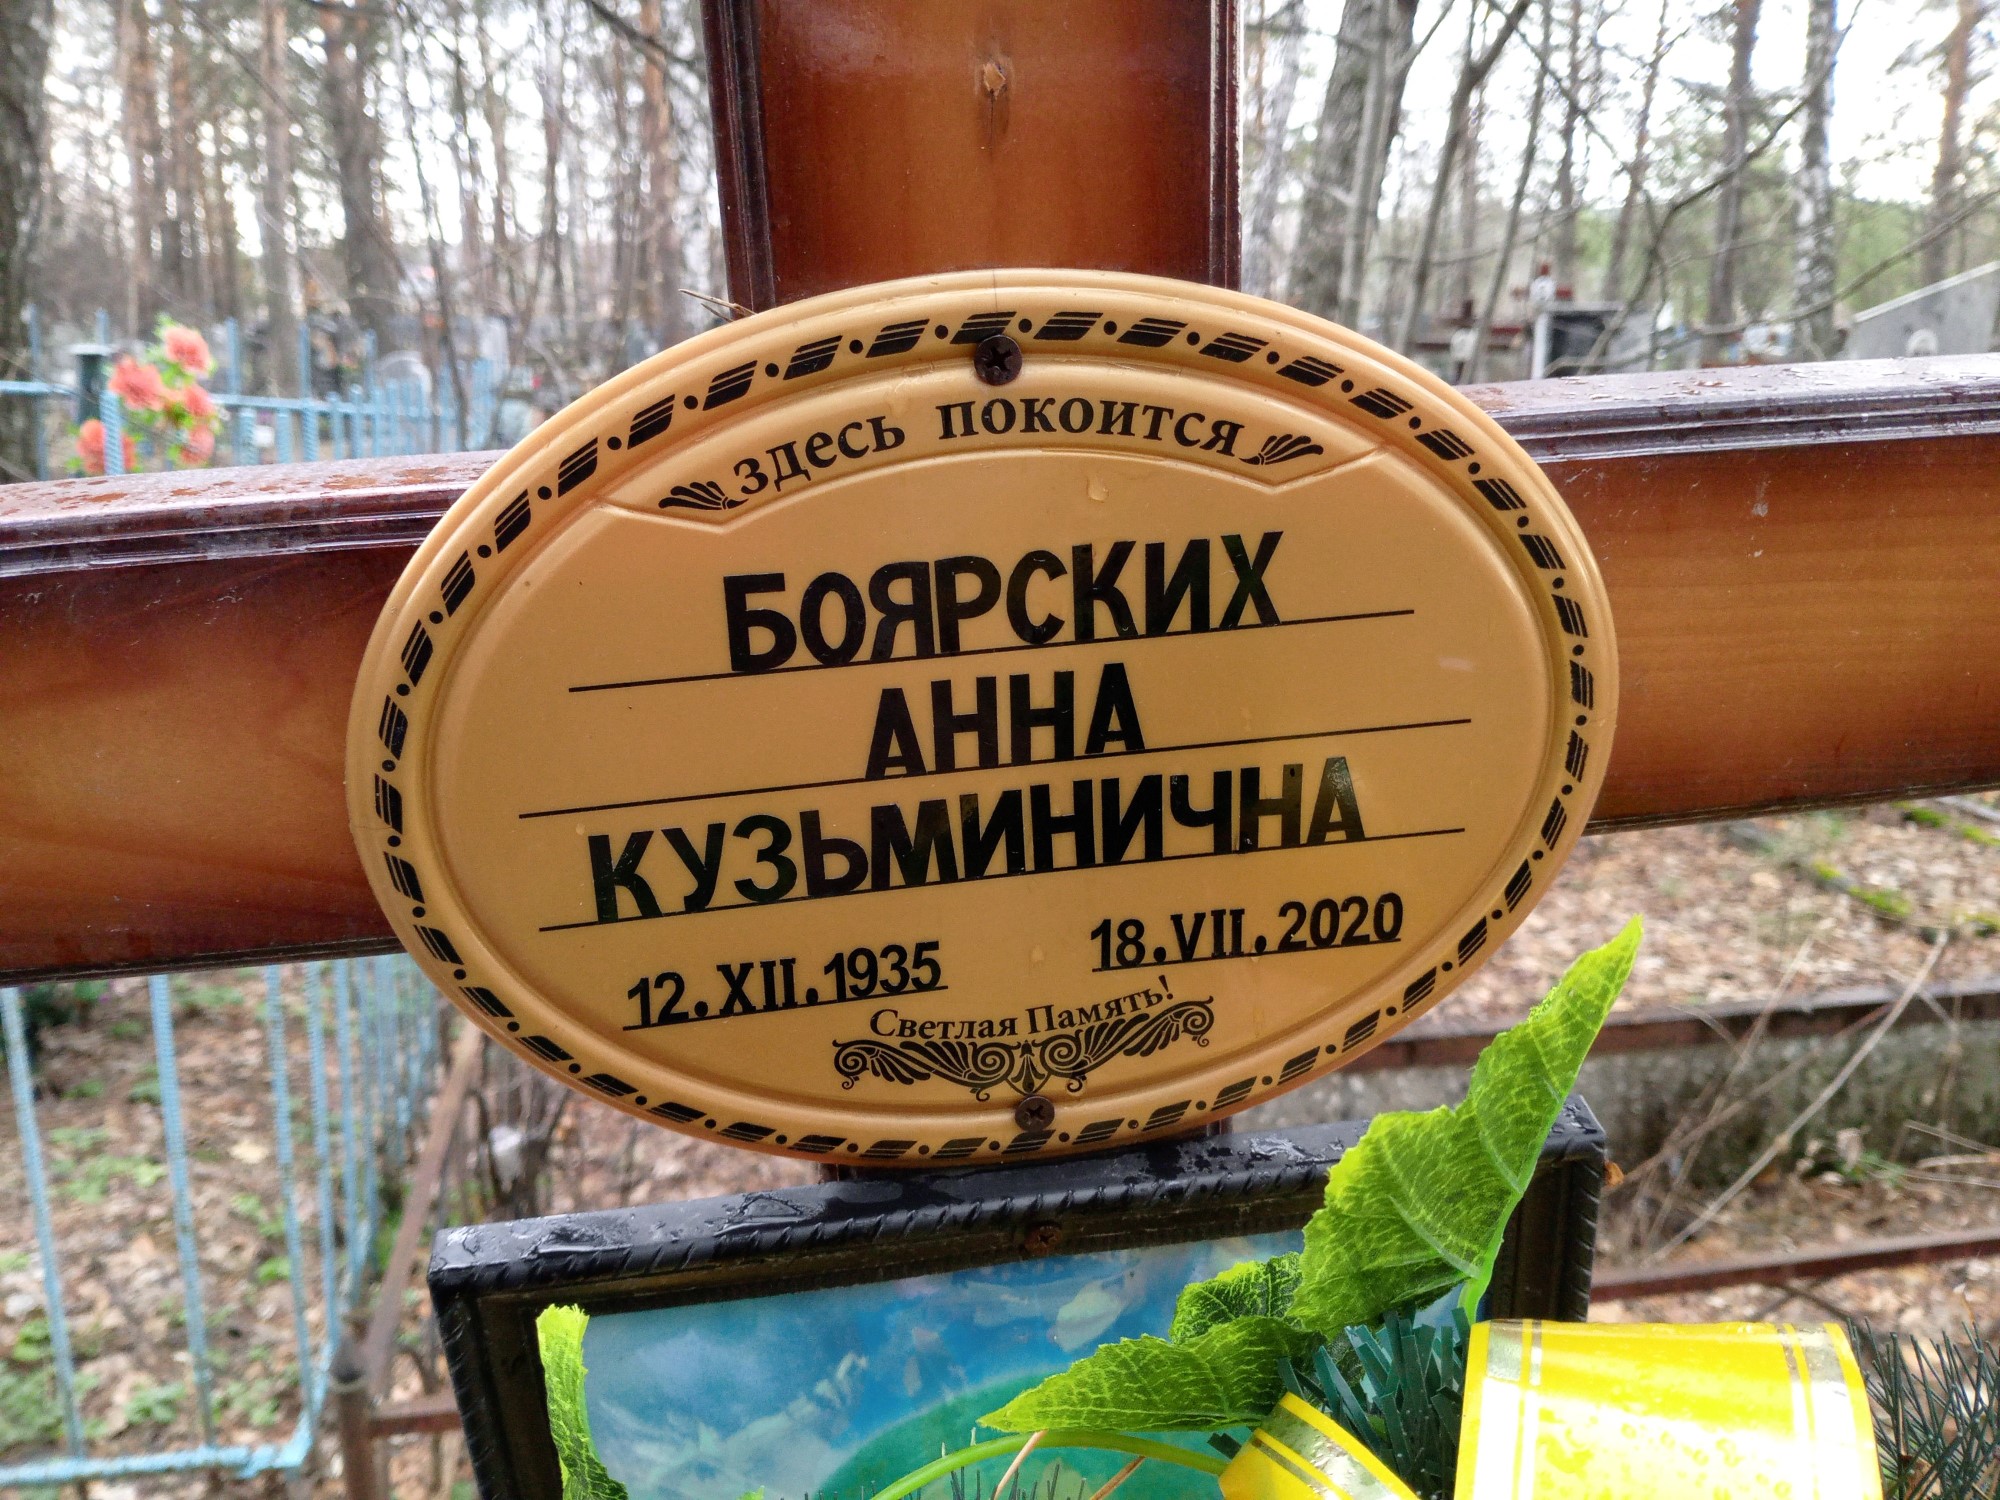 здесь покоится
БОЯРСКИХ
АННА
КУЗЬМИНИЧНА
12.XII.1935 18.VII.2020
Светлая Память!